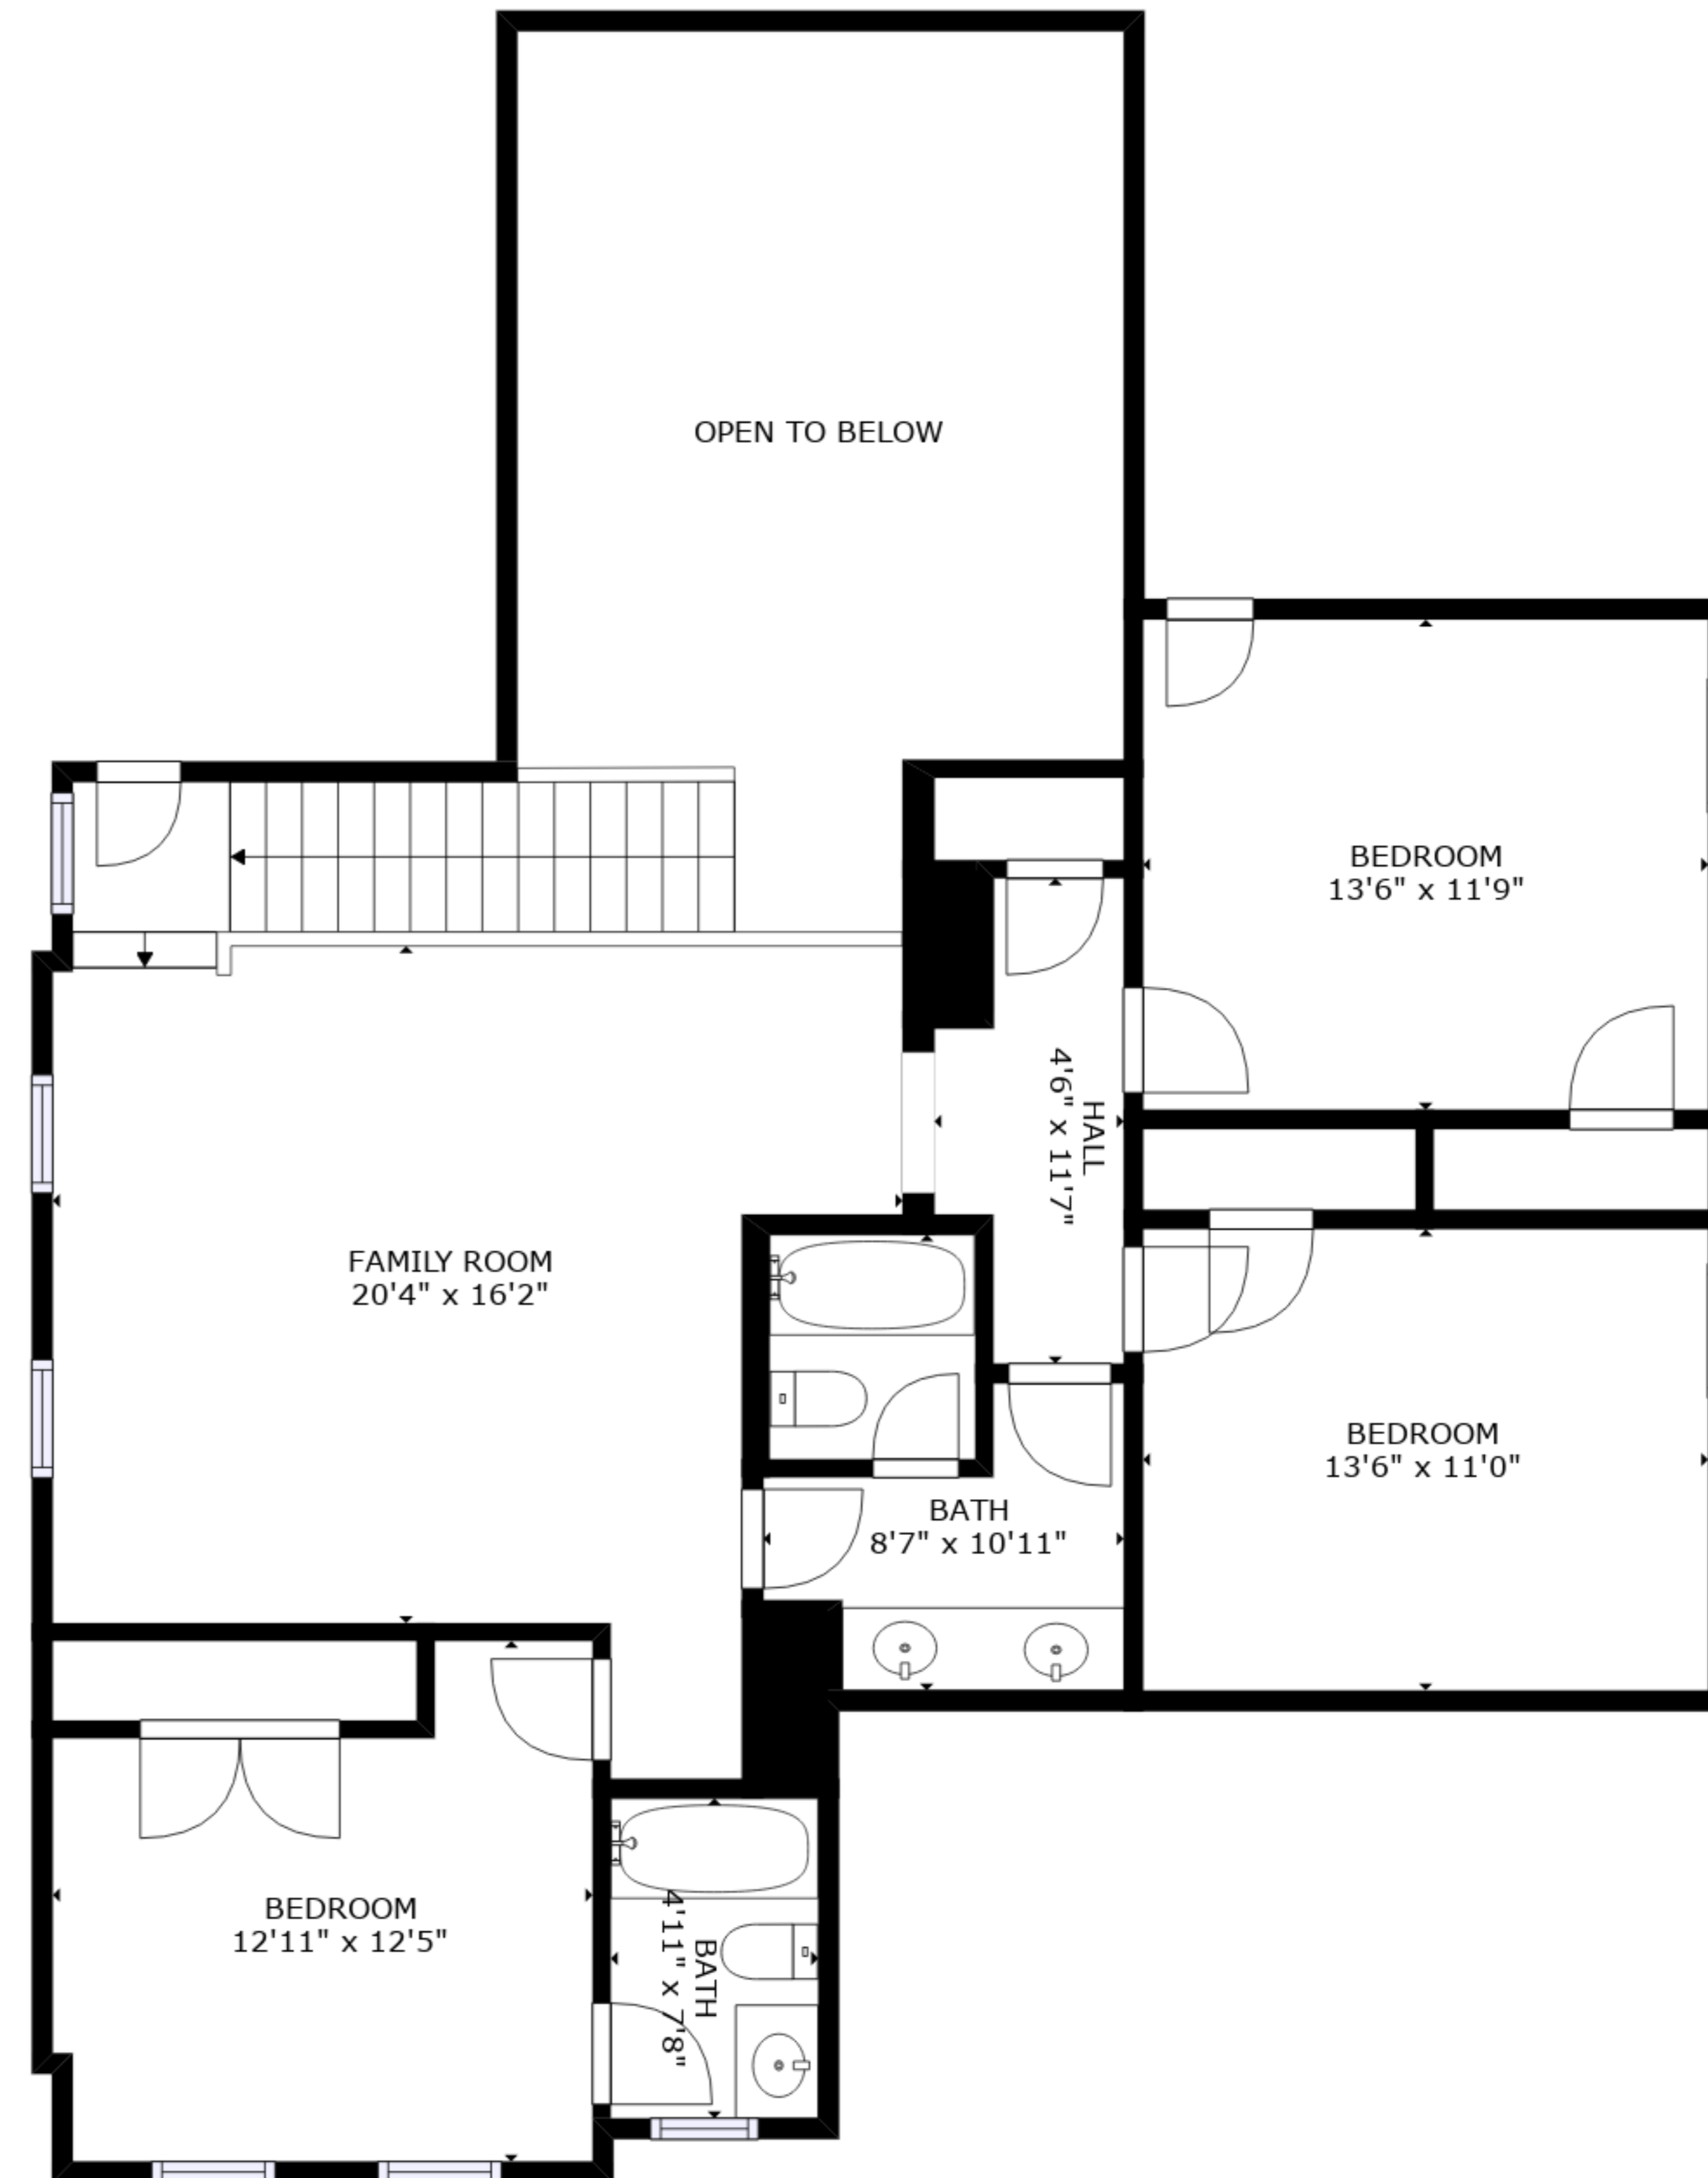 OPEN TO BELOW
BEDROOM
13'6" x 11'9"
HALL
4'6" x 11'7"
FAMILY ROOM
20'4" x 16'2"
BEDROOM
13'6" x 11'0"
BATH
8'7" x 10'11"
BEDROOM
12'11" x 12'5"
BATH
4'11" x 7'8"